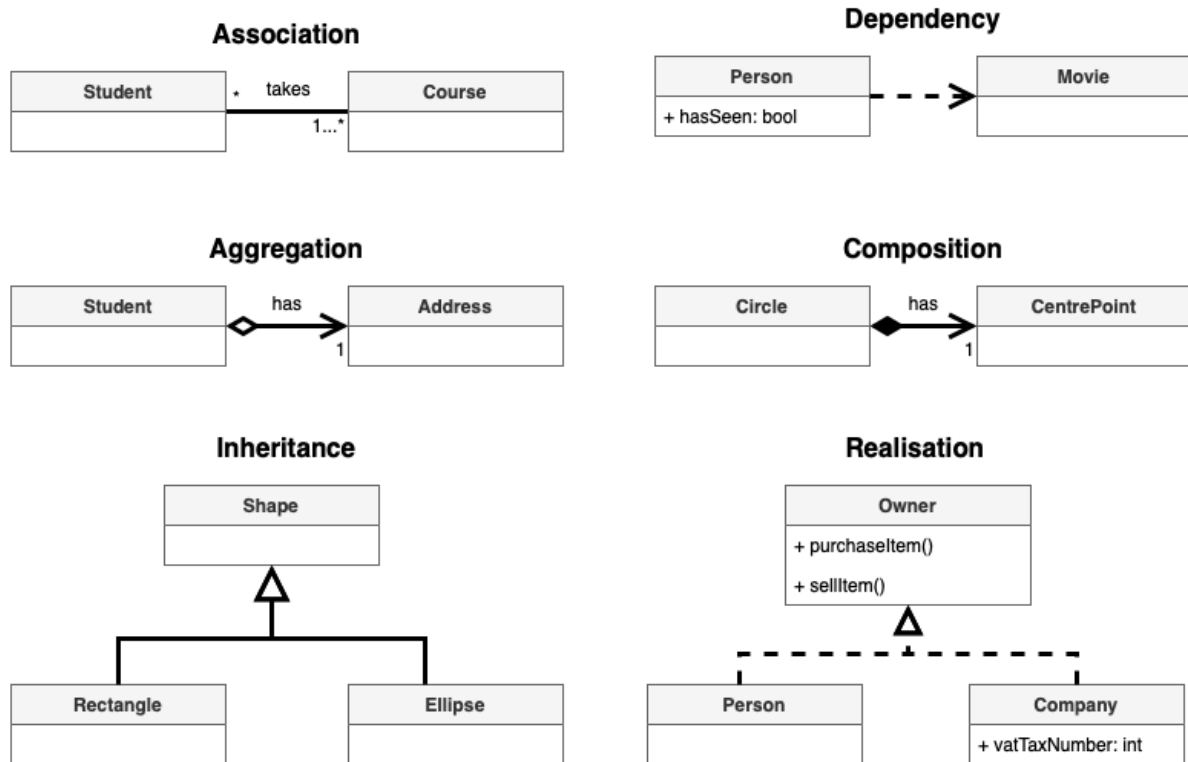 Association
Student
*
takes
1...*
Course
Dependency
Person
+ hasSeen: bool
Movie
Aggregation
Student
has
1
Address
Composition
Circle
has
1
CentrePoint
Inheritance
Shape
Rectangle
Ellipse
Realisation
Owner
+ purchaseItem()
+ sellItem()
Person
Company
+ vatTaxNumber: int